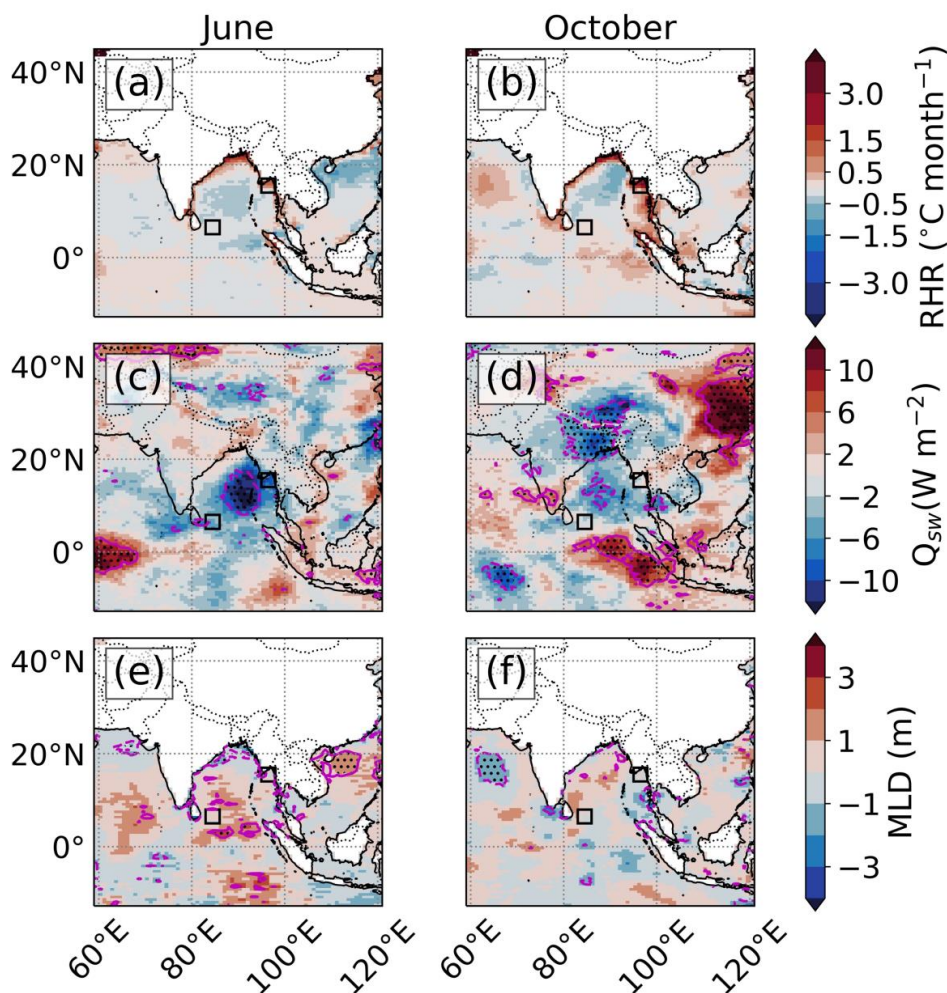 June
October
(a)
(b)
40°N
20°N
0°
3.0
1.5
0.5
−0.5
−1.5
−3.0
RHR (°C month⁻¹)
(c)
(d)
40°N
20°N
0°
10
6
2
−2
−6
−10
Qsw(W m⁻²)
(e)
(f)
40°N
20°N
0°
3
1
−1
−3
MLD (m)
60°E
80°E
100°E
120°E
60°E
80°E
100°E
120°E